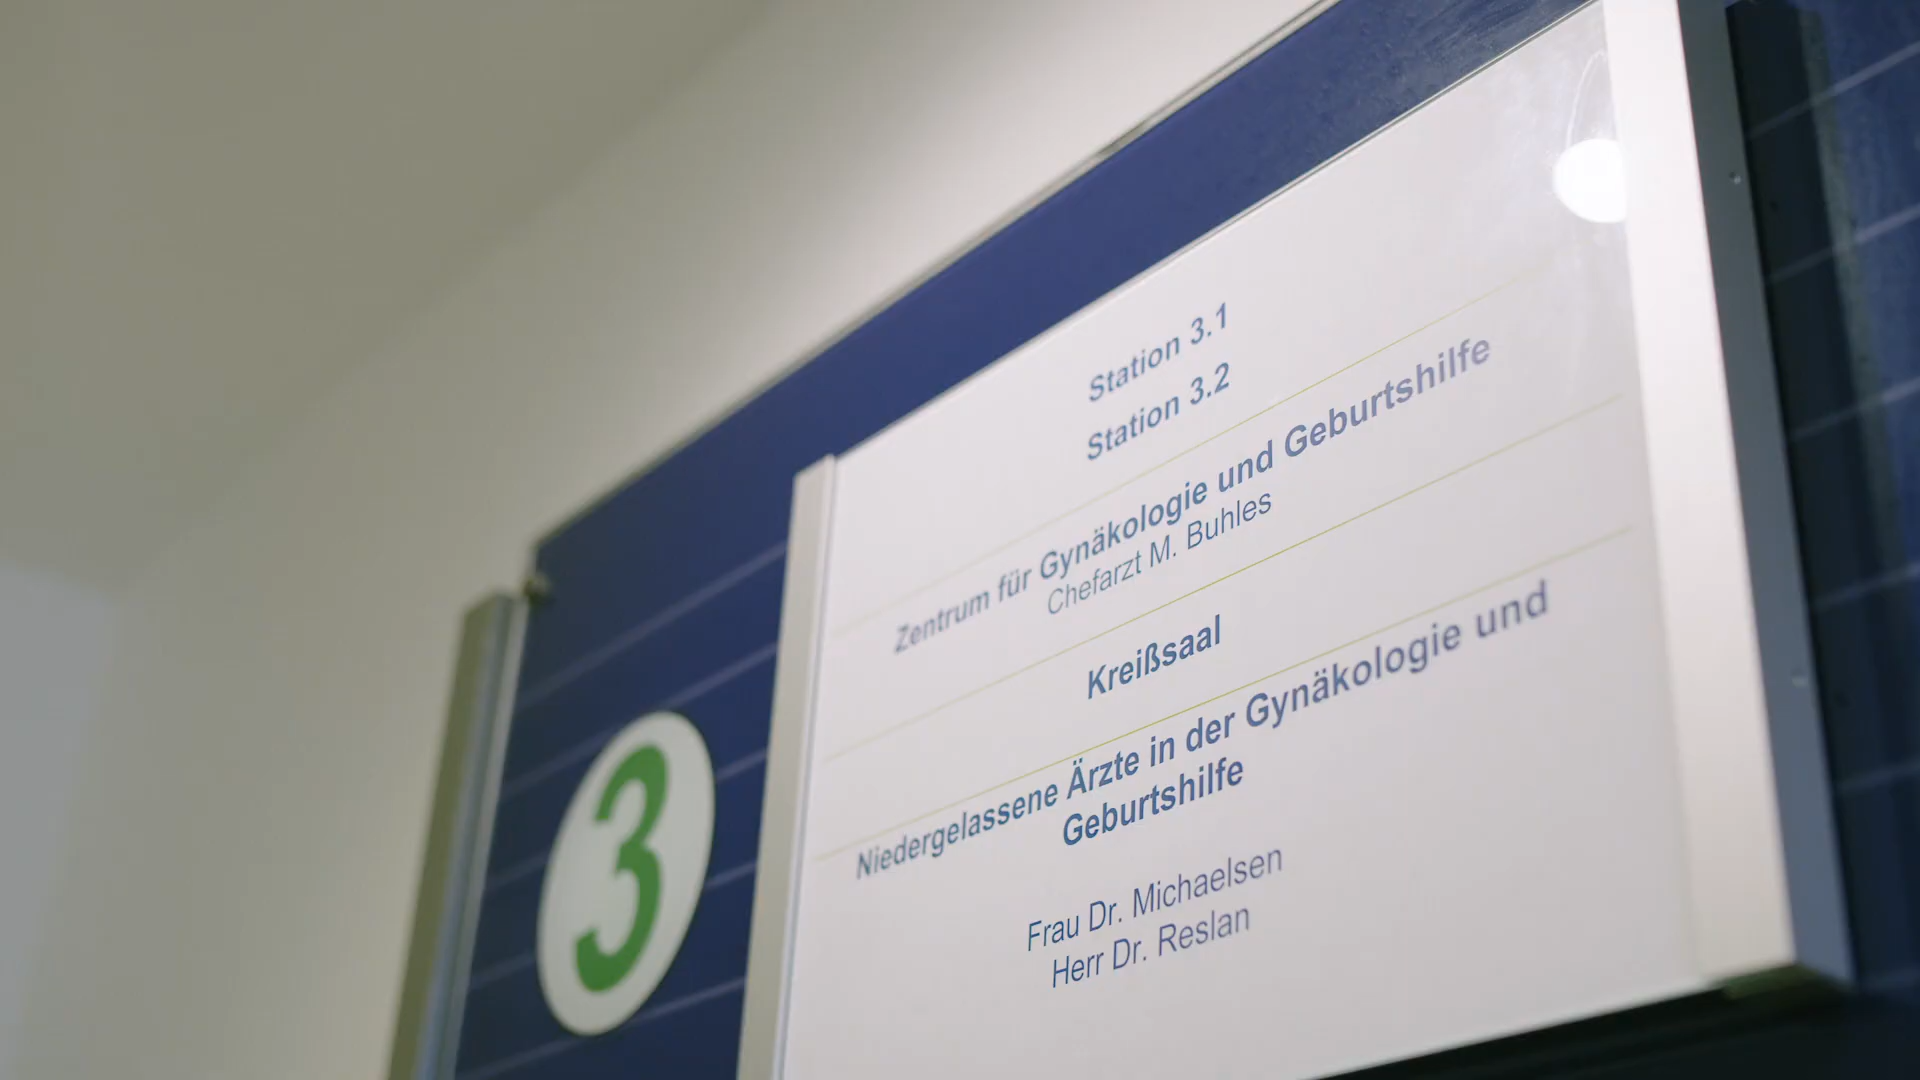 3
Station 3.1
Station 3.2
Zentrum für Gynäkologie und Geburtshilfe
Chefarzt M. Buhles
Kreißsaal
Niedergelassene Ärzte in der Gynäkologie und
Geburtshilfe
Frau Dr. Michaelsen
Herr Dr. Reslan